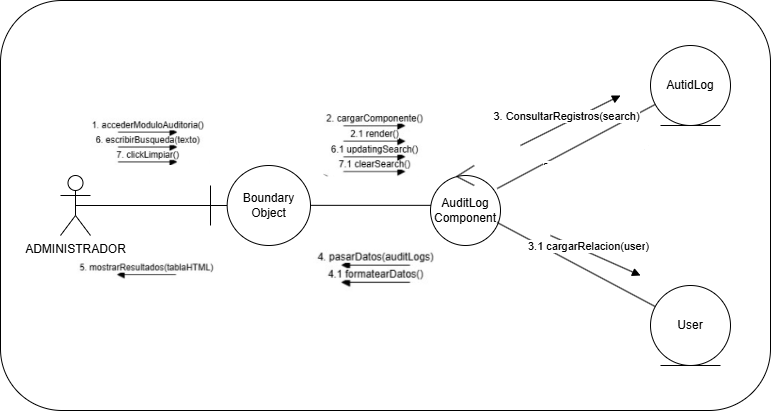 1. accederModuloAuditoria()
6. escribirBusqueda(texto)
7. clickLimpiar()
2. cargarComponente()
2.1 render()
6.1 updatingSearch()
7.1 clearSearch()
3. ConsultarRegistros(search)
AutidLog
Boundary
Object
AuditLog
Component
ADMINISTRADOR
5. mostrarResultados(tablaHTML)
4. pasarDatos(auditLogs)
4.1 formatearDatos()
3.1 cargarRelacion(user)
User